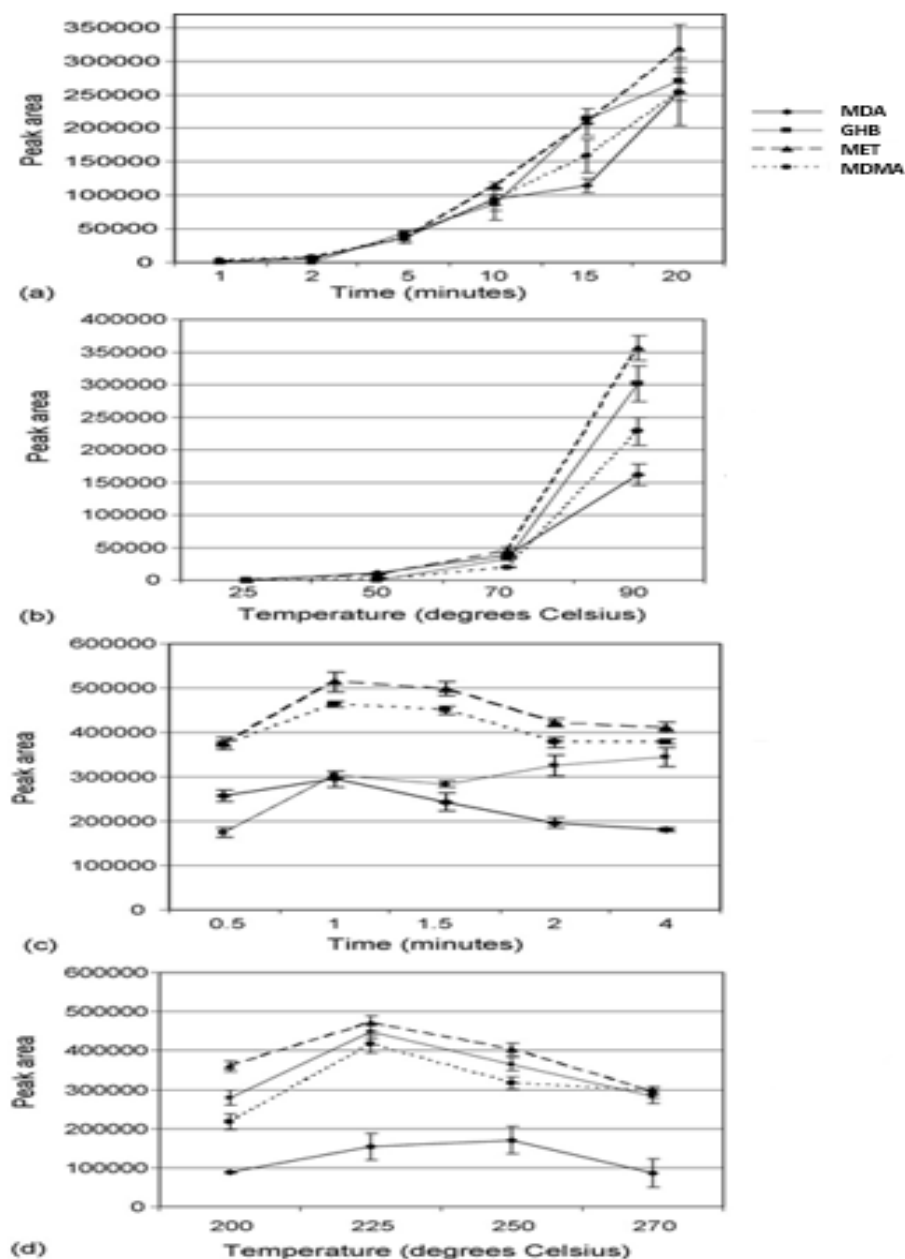 Peak area
350000
300000
250000
200000
150000
100000
50000
0
1 2 5 10 15 20
(a) Time (minutes)
MDA
GHB
MET
MDMA
Peak area
400000
350000
300000
250000
200000
150000
100000
50000
0
25 50 70 90
(b) Temperature (degrees Celsius)
Peak area
600000
500000
400000
300000
200000
100000
0
0.5 1 1.5 2 4
(c) Time (minutes)
Peak area
600000
500000
400000
300000
200000
100000
0
200 225 250 270
(d) Temperature (degrees Celsius)